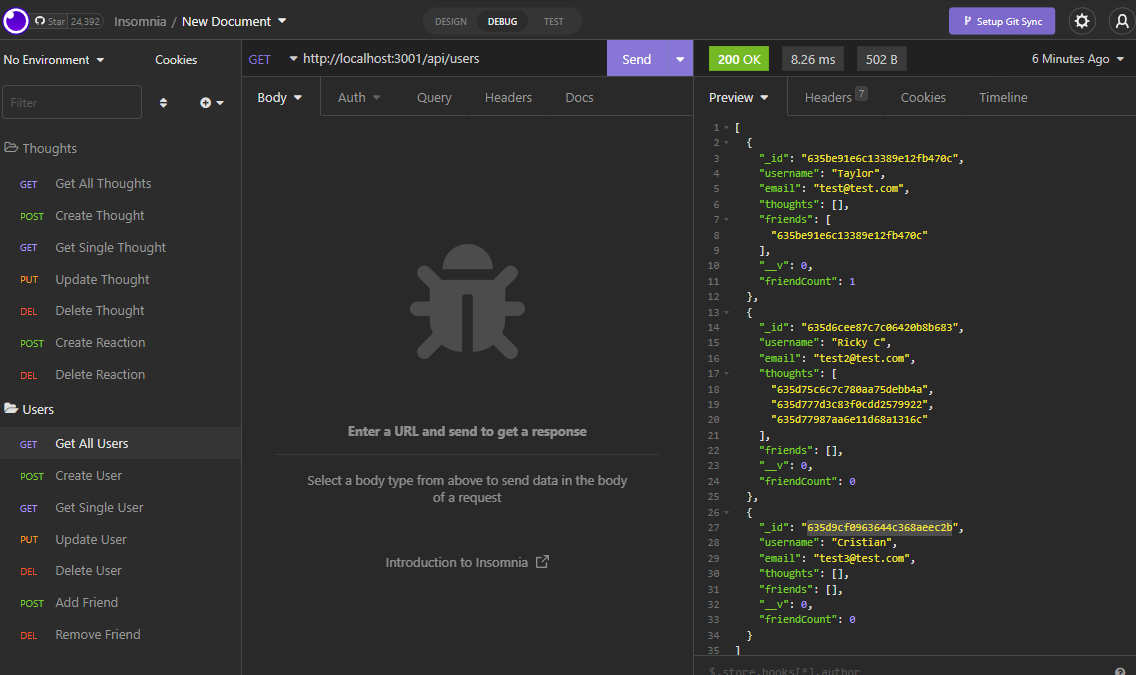 Star 24,392 Insomnia / New Document DESIGN DEBUG TEST Setup Git Sync
No Environment Cookies
Filter
Thoughts
GET Get All Thoughts
POST Create Thought
GET Get Single Thought
PUT Update Thought
DEL Delete Thought
POST Create Reaction
DEL Delete Reaction
Users
GET Get All Users
POST Create User
GET Get Single User
PUT Update User
DEL Delete User
POST Add Friend
DEL Remove Friend
GET http://localhost:3001/api/users Send
Body Auth Query Headers Docs
Enter a URL and send to get a response
Select a body type from above to send data in the body
of a request
Introduction to Insomnia
200 OK 8.26 ms 502 B 6 Minutes Ago
Preview Headers 7 Cookies Timeline
1 [
2 {
3 "_id": "635be91e6c13389e12fb470c",
4 "username": "Taylor",
5 "email": "test@test.com",
6 "thoughts": [],
7 "friends": [
8 "635be91e6c13389e12fb470c"
9 ],
10 "__v": 0,
11 "friendCount": 1
12 },
13 {
14 "_id": "635d6cee87c7c06420b8b683",
15 "username": "Ricky C",
16 "email": "test2@test.com",
17 "thoughts": [
18 "635d75c6c7c780aa75debb4a",
19 "635d777d3c83f0cdd2579922",
20 "635d77987aa6e11d68a1316c"
21 ],
22 "friends": [],
23 "__v": 0,
24 "friendCount": 0
25 },
26 {
27 "_id": "635d9cf0963644c368aeec2b",
28 "username": "Cristian",
29 "email": "test3@test.com",
30 "thoughts": [],
31 "friends": [],
32 "__v": 0,
33 "friendCount": 0
34 }
35 ]
$.store.books[*].author